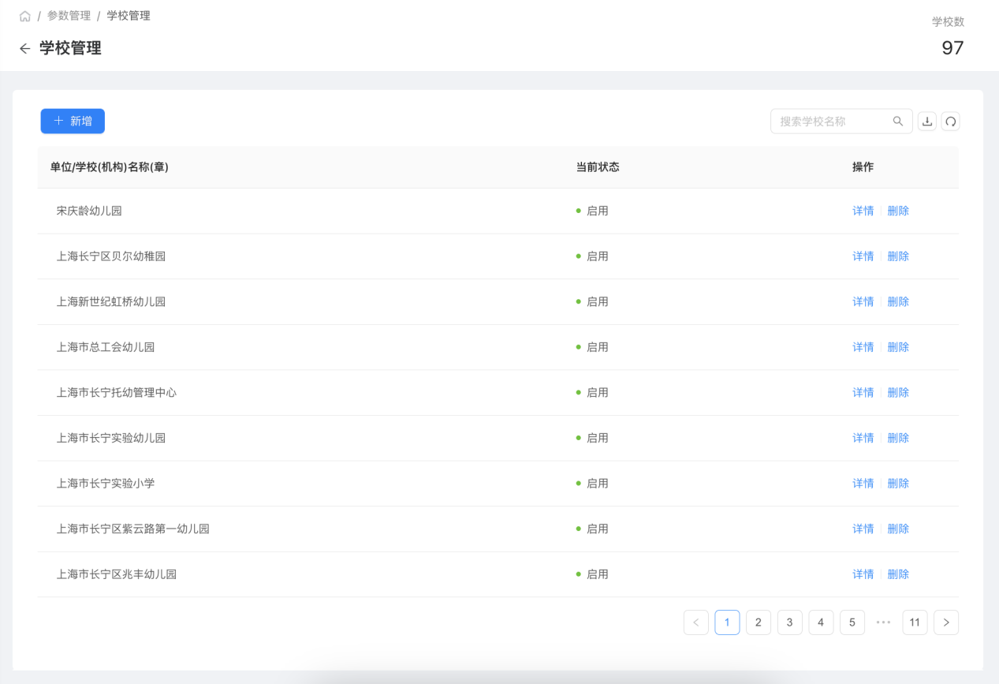 / 参数管理 / 学校管理
学校数
← 学校管理
97
+ 新增
搜索学校名称
单位/学校(机构)名称(章) 当前状态 操作
宋庆龄幼儿园 启用 详情 删除
上海长宁区贝尔幼稚园 启用 详情 删除
上海新世纪虹桥幼儿园 启用 详情 删除
上海市总工会幼儿园 启用 详情 删除
上海市长宁托幼管理中心 启用 详情 删除
上海市长宁实验幼儿园 启用 详情 删除
上海市长宁实验小学 启用 详情 删除
上海市长宁区紫云路第一幼儿园 启用 详情 删除
上海市长宁区兆丰幼儿园 启用 详情 删除
< 1 2 3 4 5 ··· 11 >